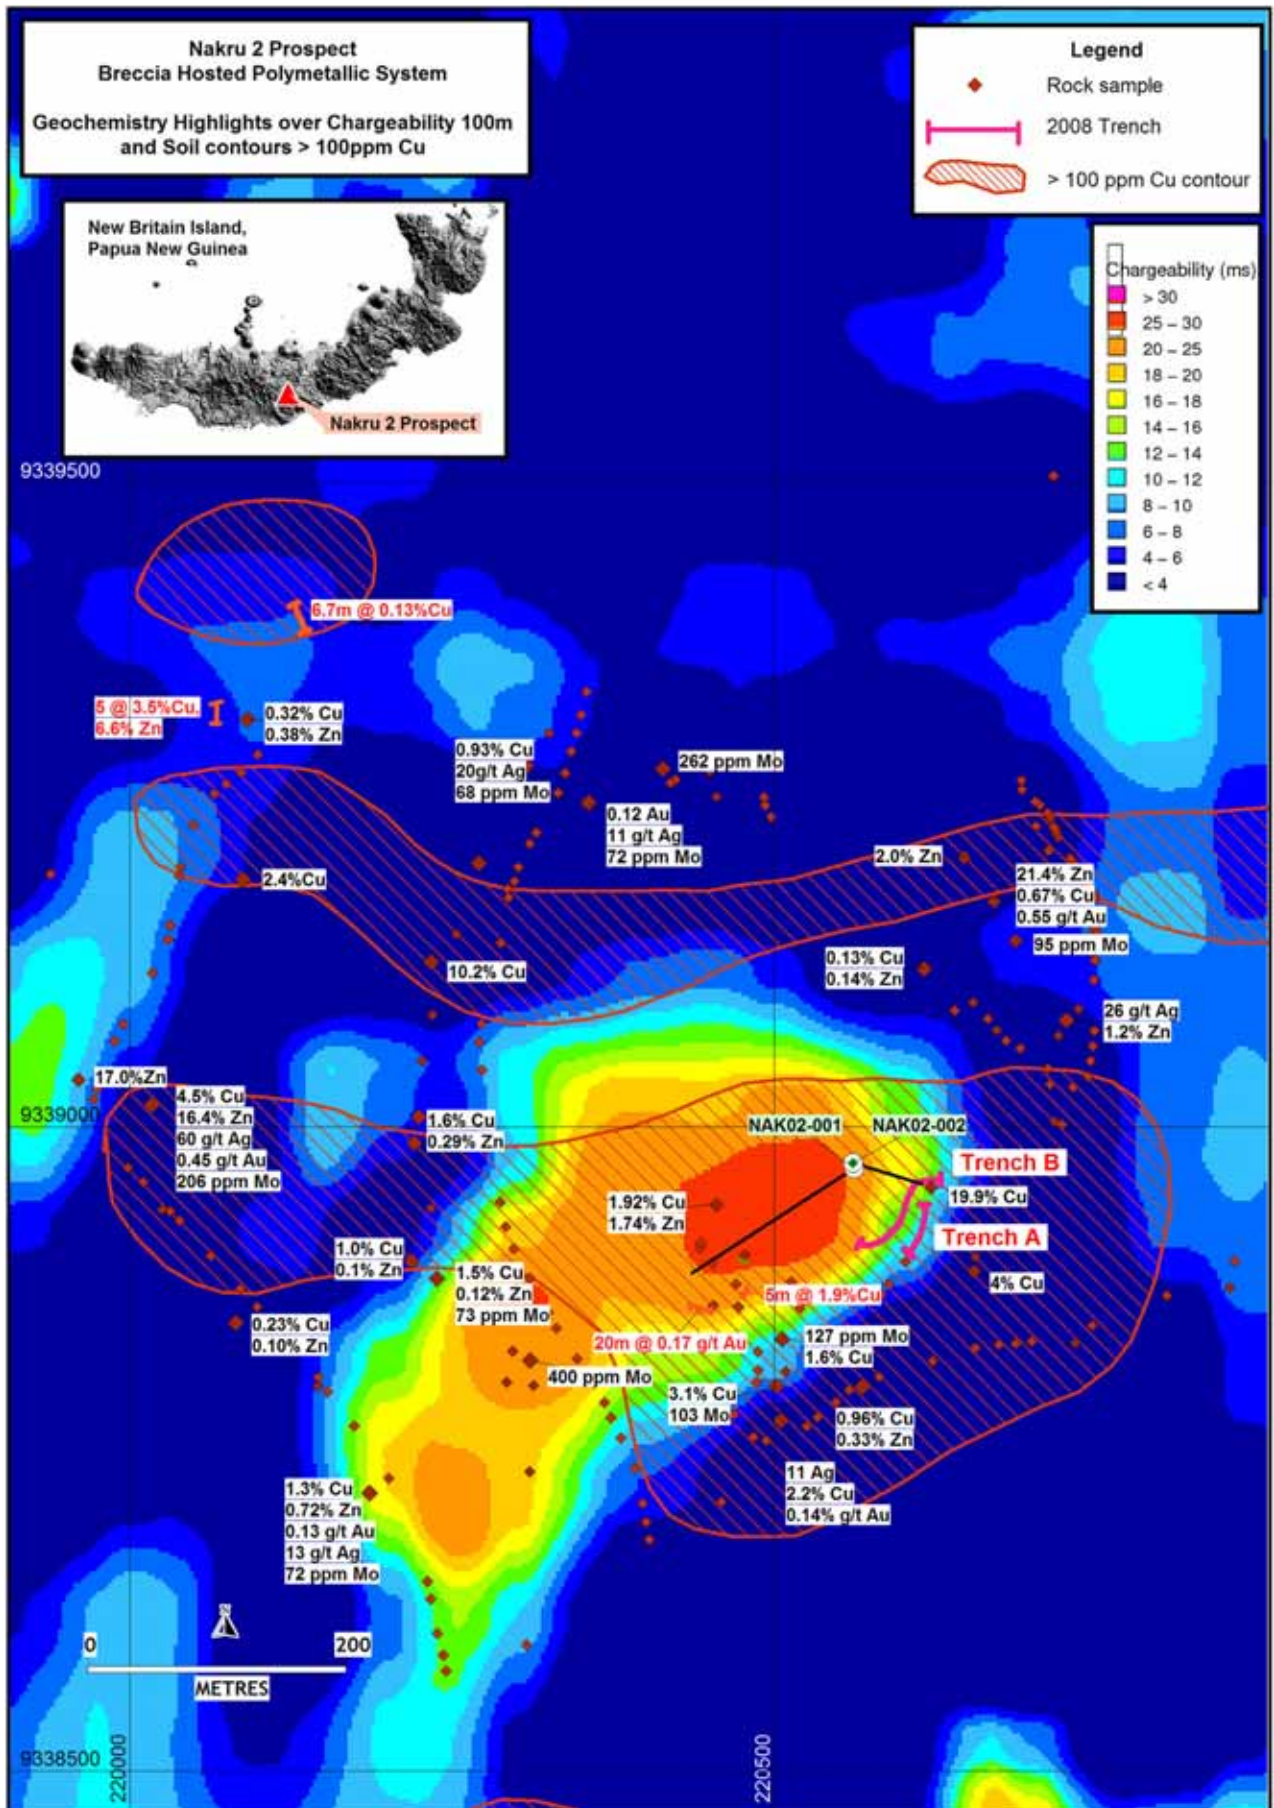 Nakru 2 Prospect
Breccia Hosted Polymetallic System
Geochemistry Highlights over Chargeability 100m
and Soil contours > 100ppm Cu
Legend
Rock sample
2008 Trench
> 100 ppm Cu contour
New Britain Island,
Papua New Guinea
Nakru 2 Prospect
Chargeability (ms)
> 30
25 – 30
20 – 25
18 – 20
16 – 18
14 – 16
12 – 14
10 – 12
8 – 10
6 – 8
4 – 6
< 4
9339500
6.7m @ 0.13%Cu
5 @ 3.5%Cu.
6.6% Zn
0.32% Cu
0.38% Zn
0.93% Cu
20g/t Ag
68 ppm Mo
262 ppm Mo
0.12 Au
11 g/t Ag
72 ppm Mo
2.0% Zn
21.4% Zn
0.67% Cu
0.55 g/t Au
2.4%Cu
95 ppm Mo
10.2% Cu
0.13% Cu
0.14% Zn
26 g/t Ag
1.2% Zn
17.0%Zn
9339000
4.5% Cu
16.4% Zn
60 g/t Ag
0.45 g/t Au
206 ppm Mo
1.6% Cu
0.29% Zn
NAK02-001
NAK02-002
Trench B
19.9% Cu
1.92% Cu
1.74% Zn
Trench A
1.0% Cu
0.1% Zn
1.5% Cu
0.12% Zn
73 ppm Mo
4% Cu
5m @ 1.9%Cu
0.23% Cu
0.10% Zn
20m @ 0.17 g/t Au
127 ppm Mo
1.6% Cu
400 ppm Mo
3.1% Cu
103 Mo
0.96% Cu
0.33% Zn
11 Ag
2.2% Cu
0.14% g/t Au
1.3% Cu
0.72% Zn
0.13 g/t Au
13 g/t Ag
72 ppm Mo
N
0 200
METRES
9338500
220000
220500